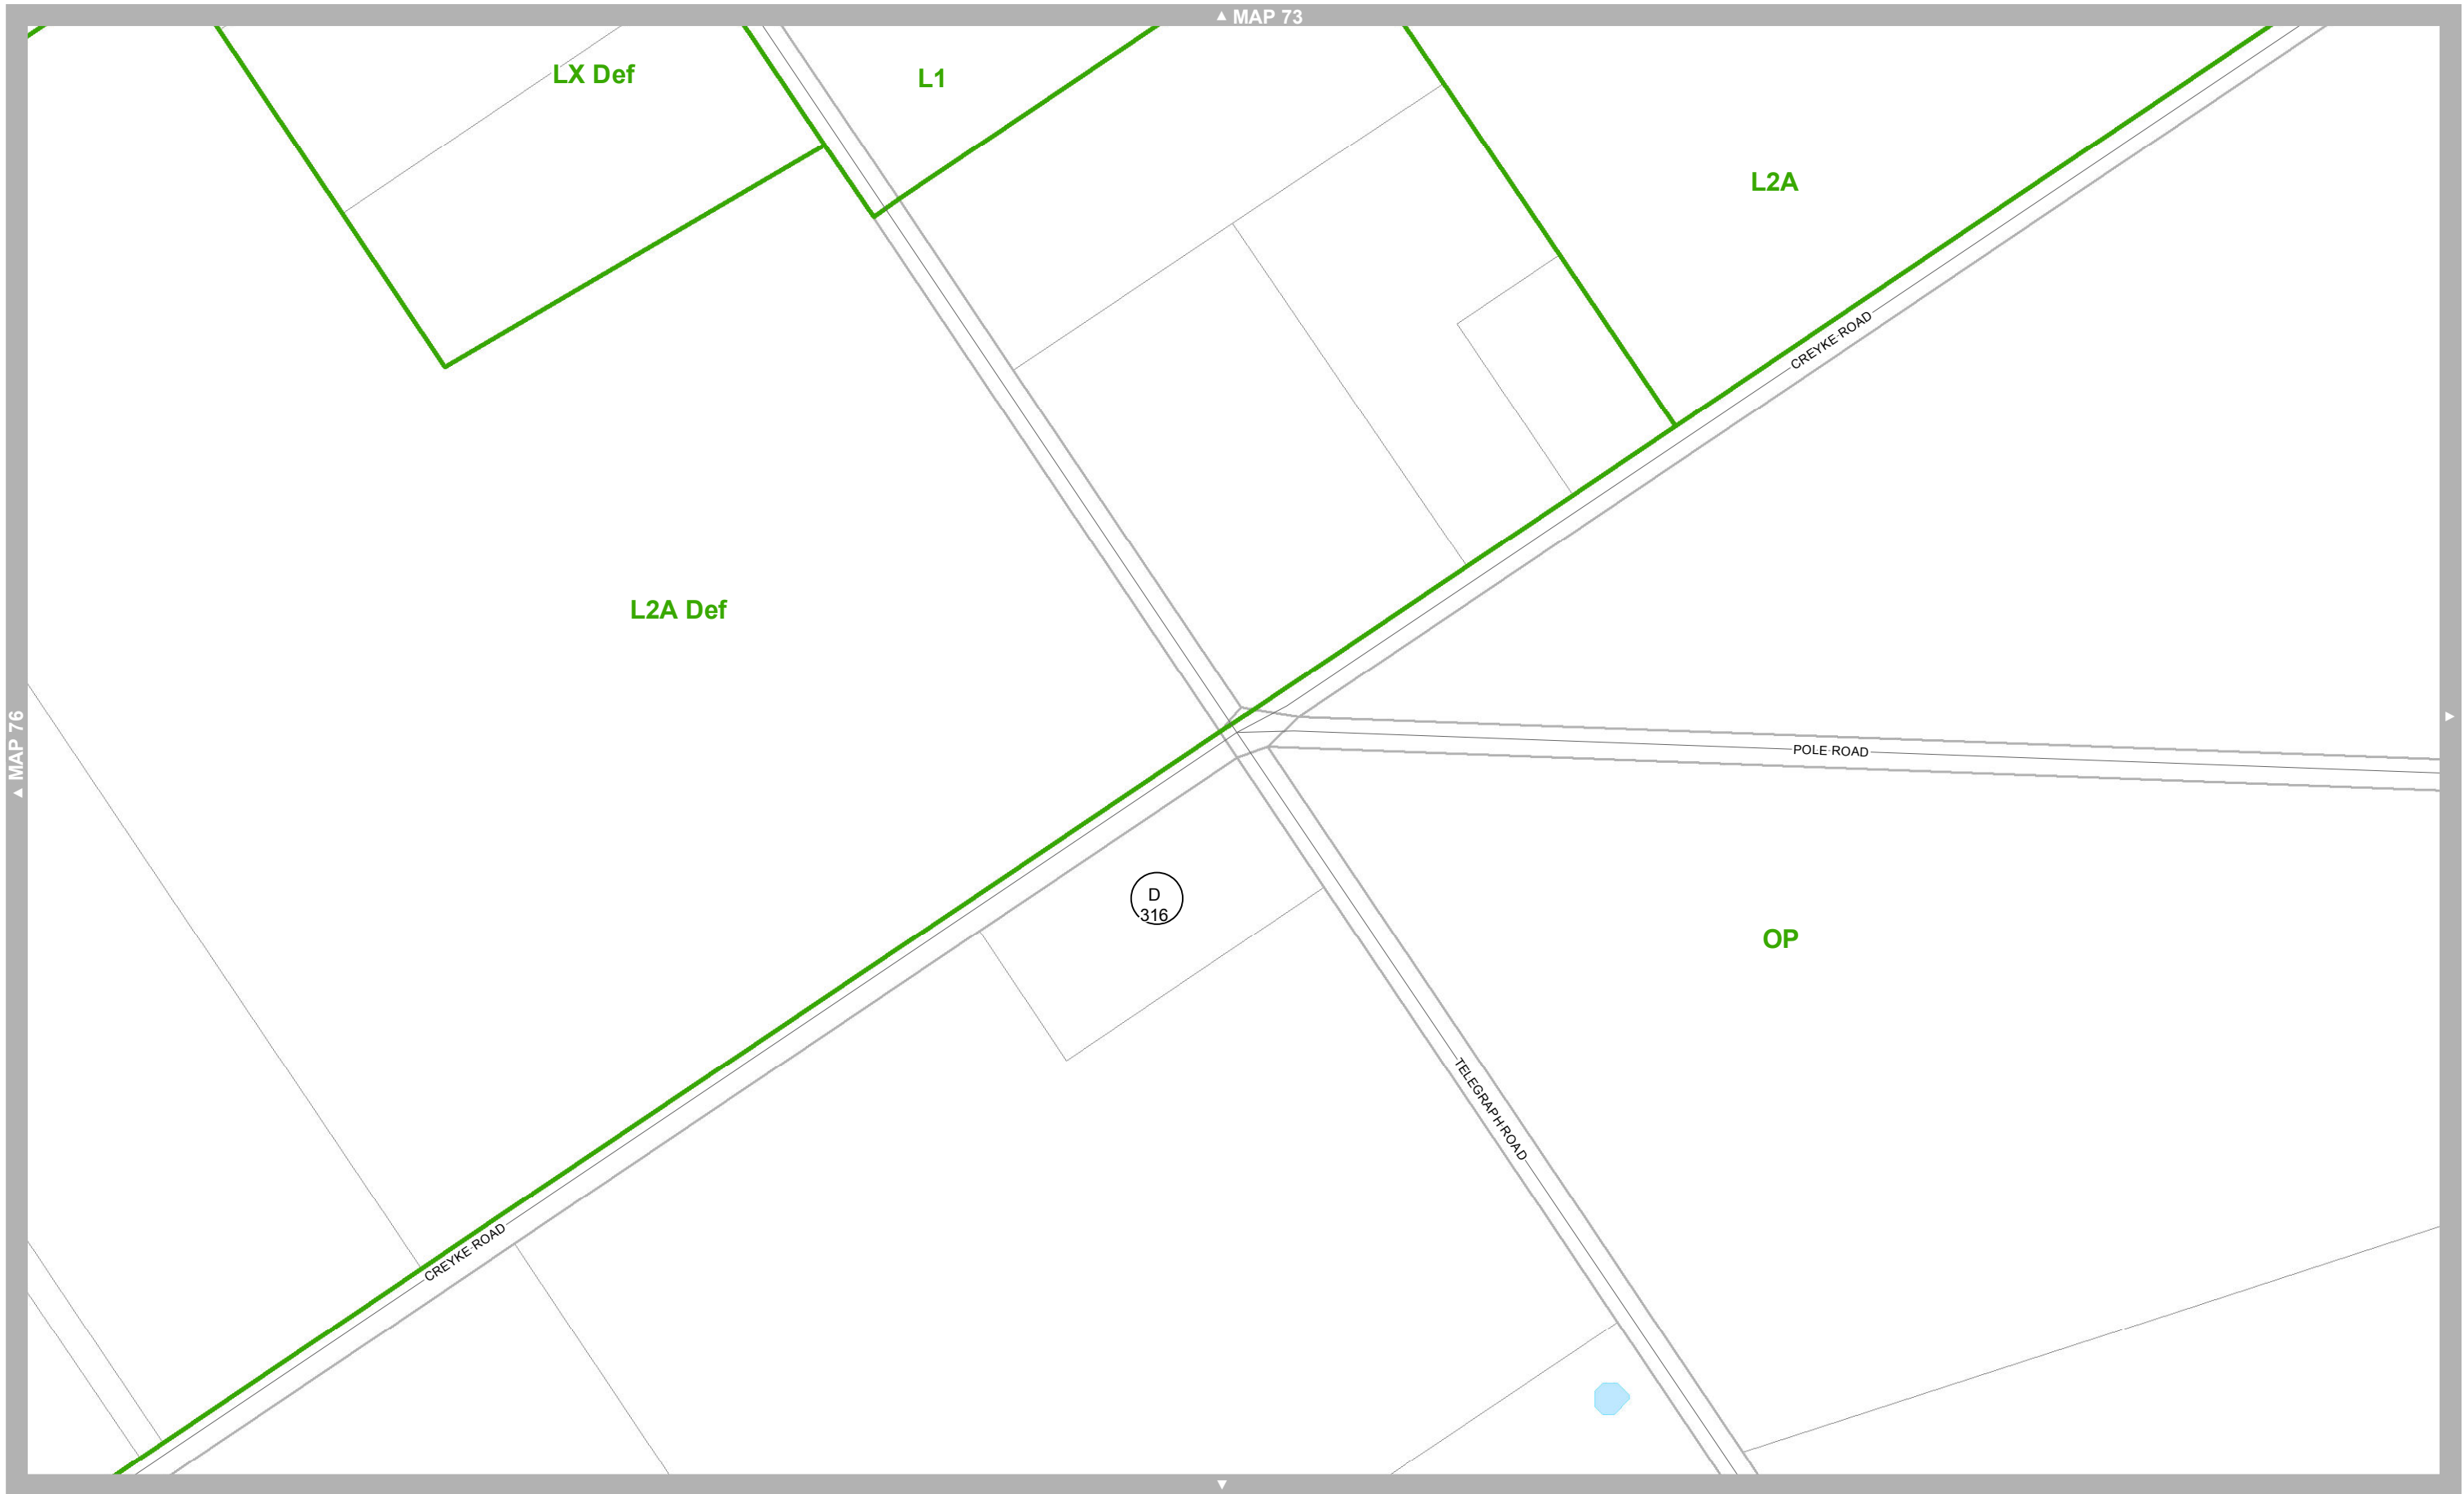 ▲ MAP 73
LX Def
L1
L2A
CREYKE ROAD
L2A Def
MAP 76
POLE ROAD
D
316
OP
TELEGRAPH ROAD
CREYKE ROAD